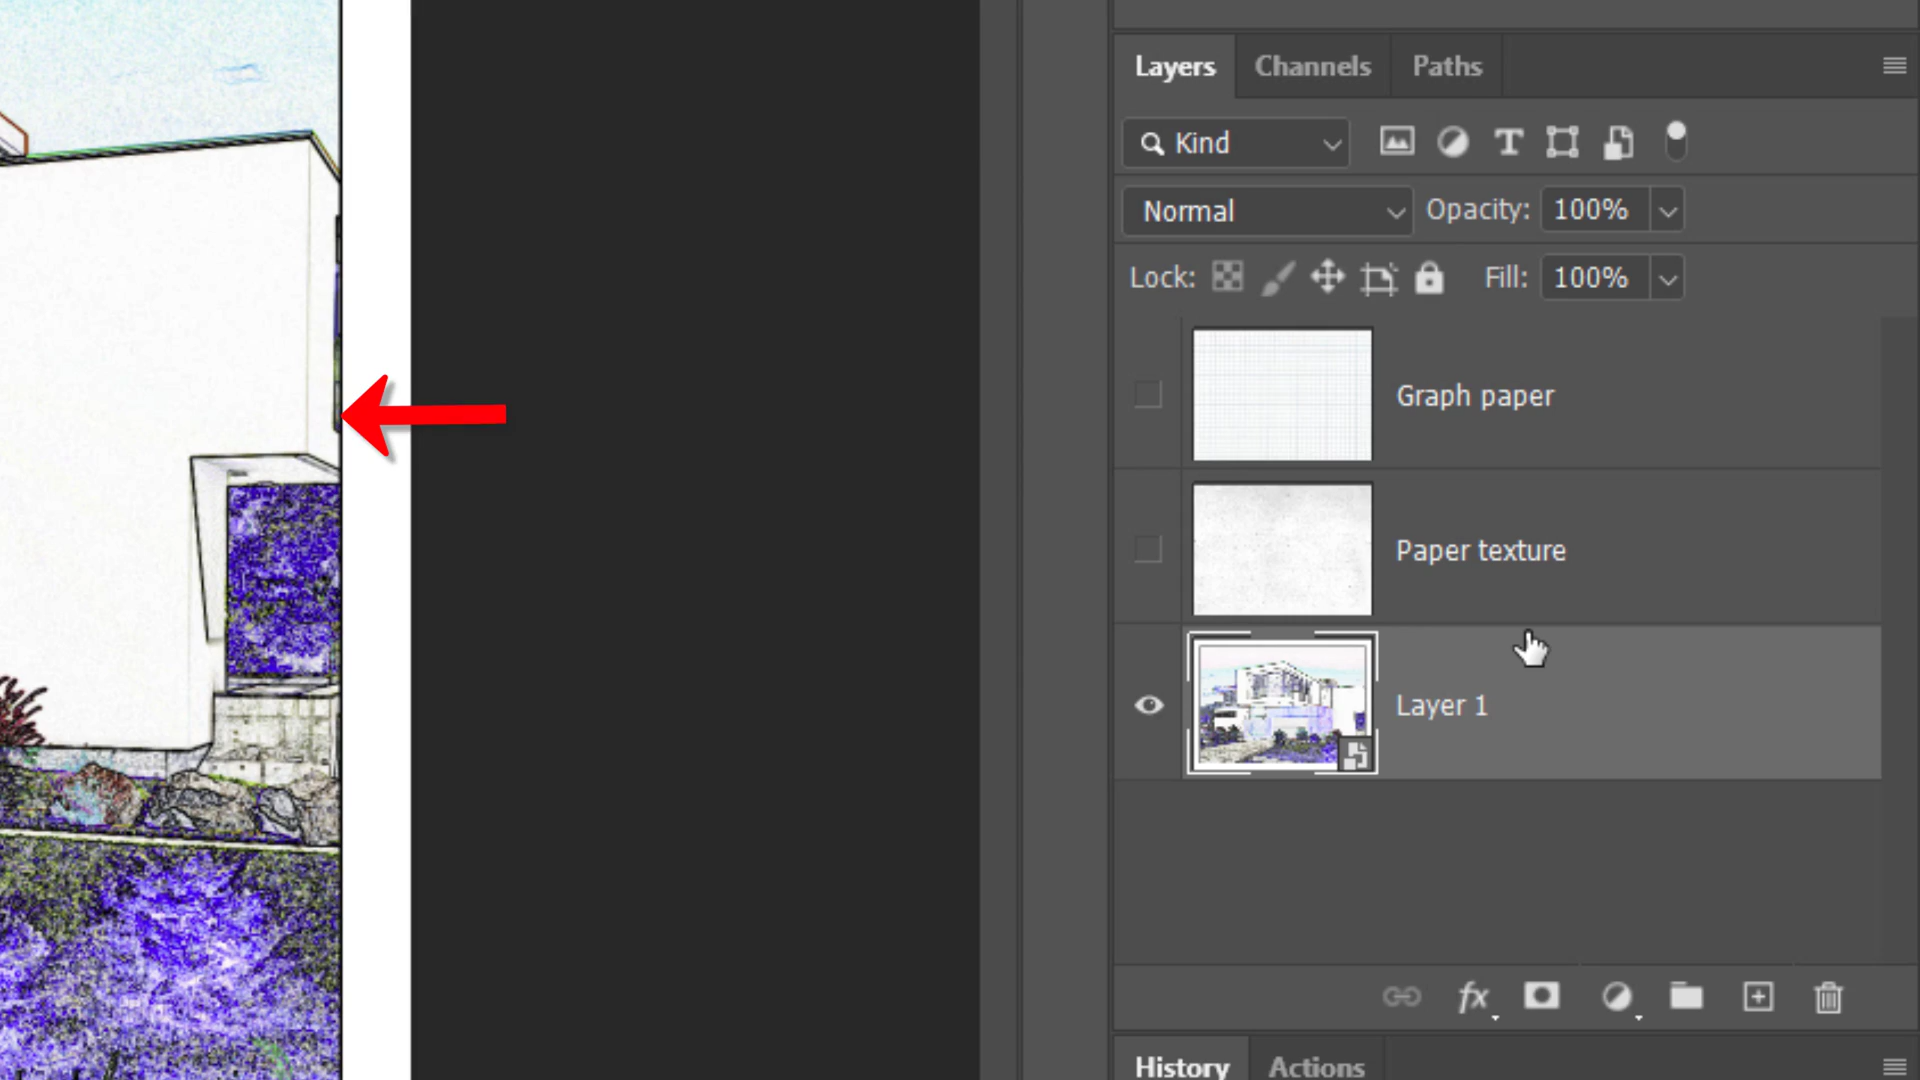 Layers Channels Paths
Kind
Normal Opacity: 100%
Lock: Fill: 100%
Graph paper
Paper texture
Layer 1
fx
History Actions